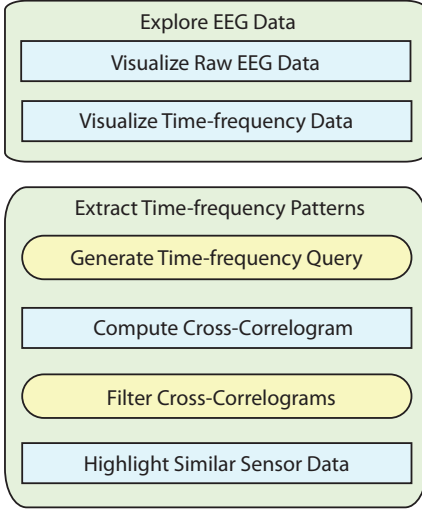 Explore EEG Data
Visualize Raw EEG Data
Visualize Time-frequency Data
Extract Time-frequency Patterns
Generate Time-frequency Query
Compute Cross-Correlogram
Filter Cross-Correlograms
Highlight Similar Sensor Data